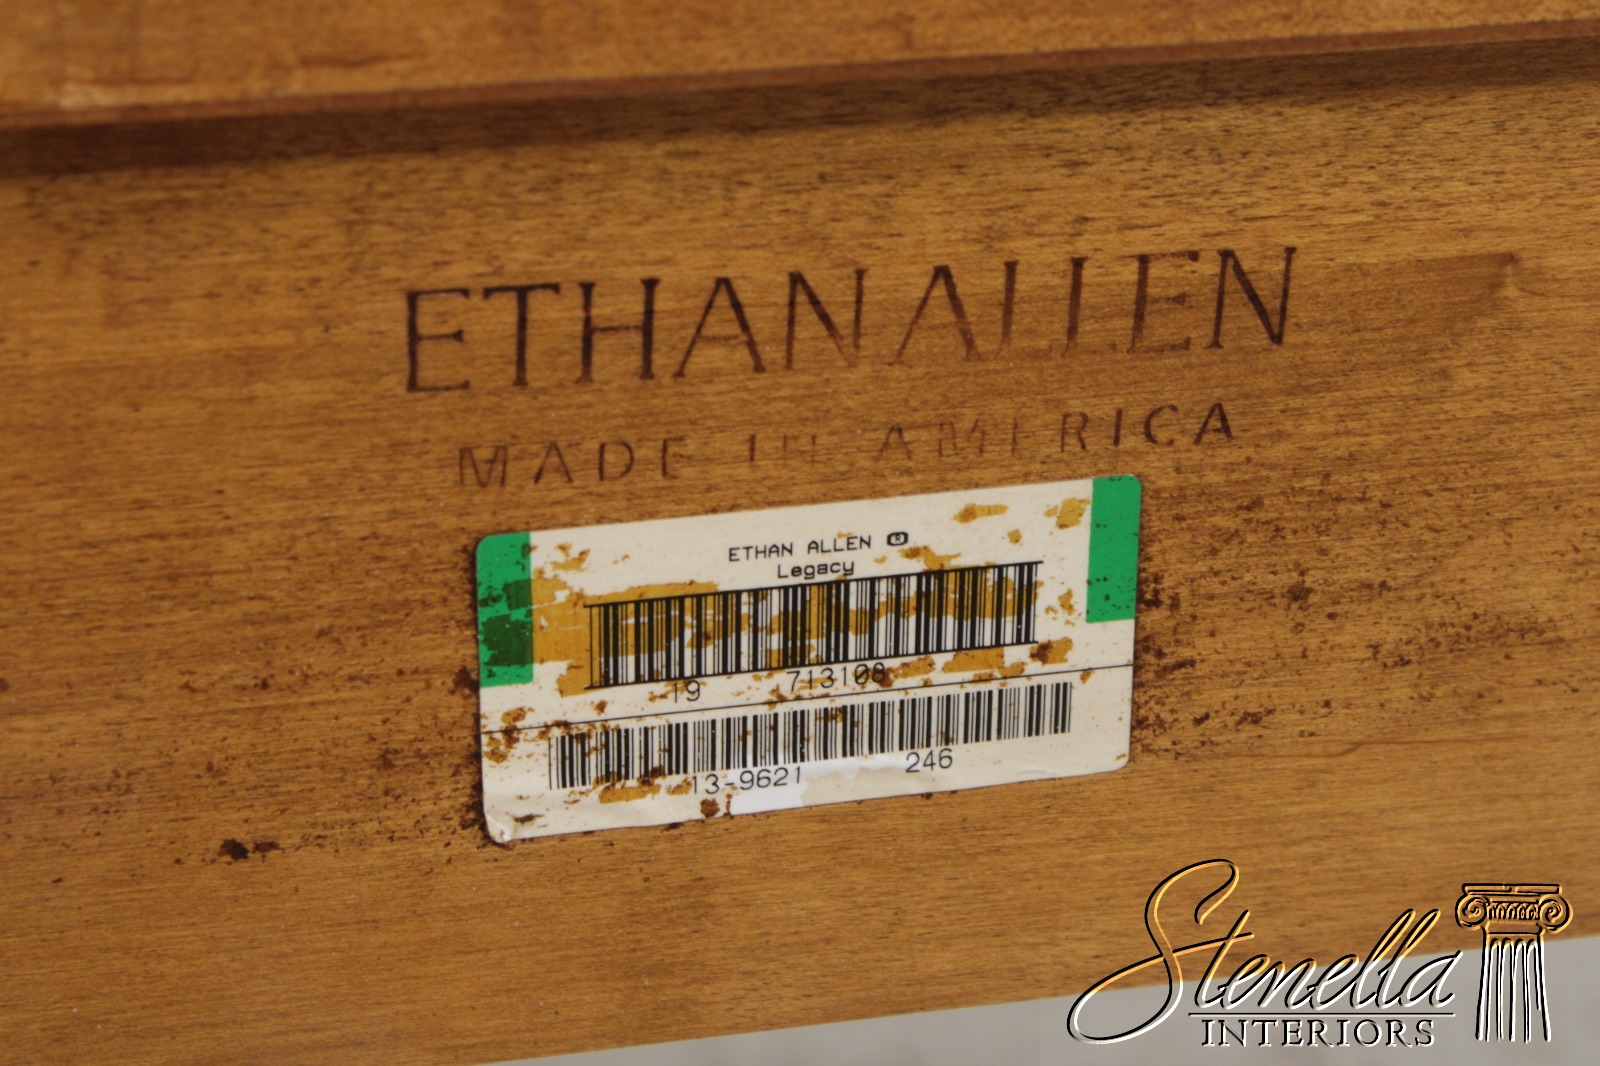 ETHAN ALLEN
MADE IN AMERICA
ETHAN ALLEN ®
Legacy
19 713108
13-9621 246
Stenella
INTERIORS